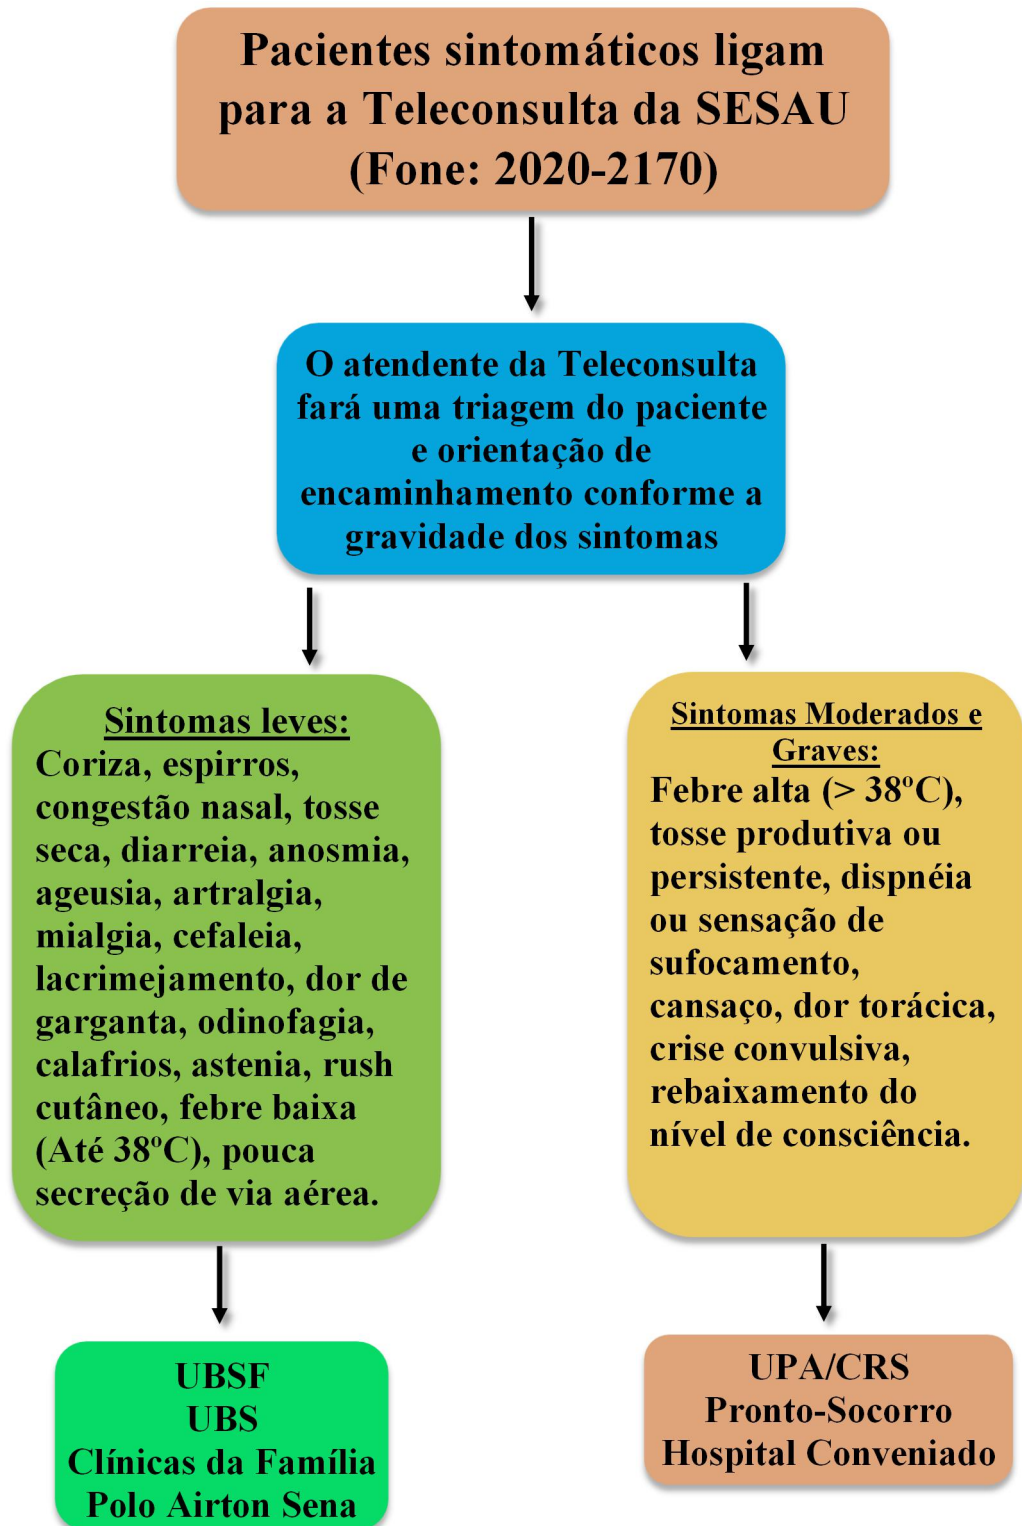 Pacientes sintomáticos ligam
para a Teleconsulta da SESAU
(Fone: 2020-2170)
O atendente da Teleconsulta
fará uma triagem do paciente
e orientação de
encaminhamento conforme a
gravidade dos sintomas
Sintomas leves:
Coriza, espirros,
congestão nasal, tosse
seca, diarreia, anosmia,
ageusia, artralgia,
mialgia, cefaleia,
lacrimejamento, dor de
garganta, odinofagia,
calafrios, astenia, rush
cutâneo, febre baixa
(Até 38ºC), pouca
secreção de via aérea.
Sintomas Moderados e
Graves:
Febre alta (> 38ºC),
tosse produtiva ou
persistente, dispnéia
ou sensação de
sufocamento,
cansaço, dor torácica,
crise convulsiva,
rebaixamento do
nível de consciência.
UBSF
UBS
Clínicas da Família
Polo Airton Sena
UPA/CRS
Pronto-Socorro
Hospital Conveniado